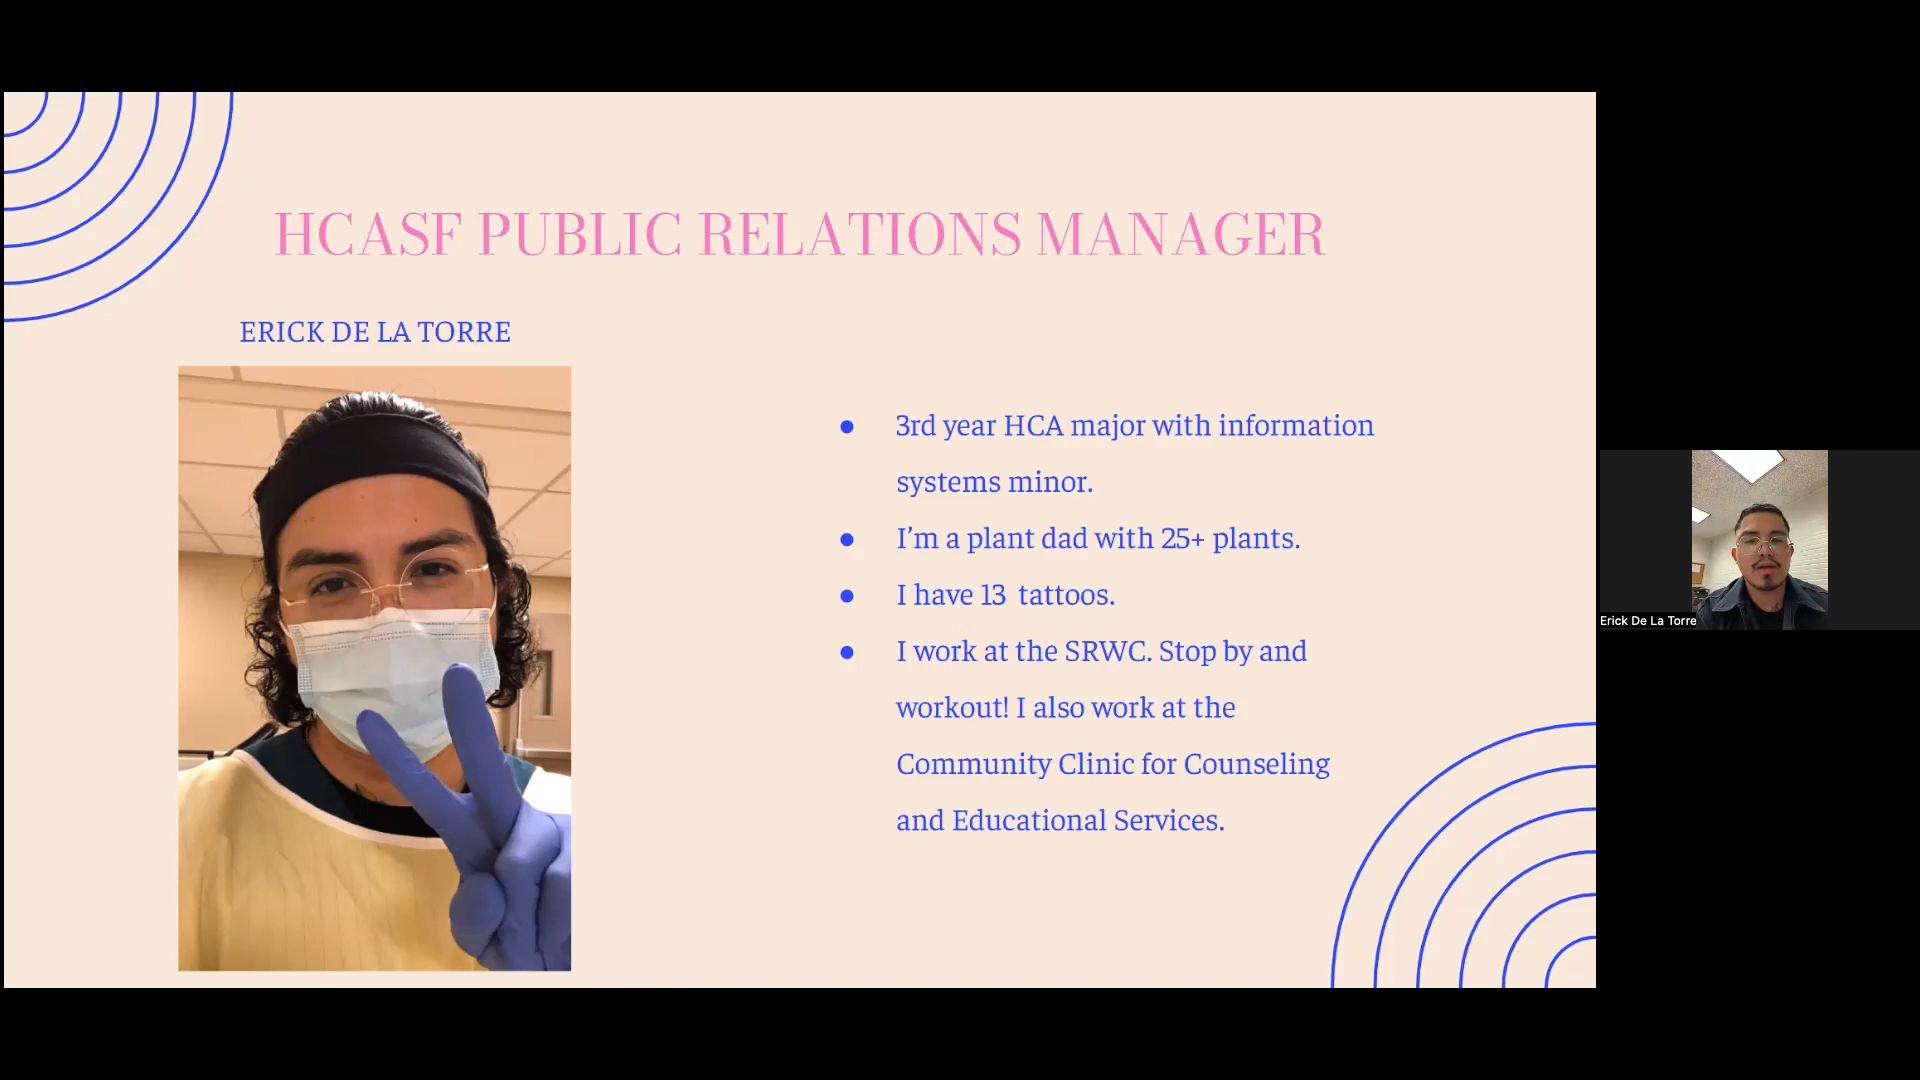 HCASF PUBLIC RELATIONS MANAGER
ERICK DE LA TORRE
● 3rd year HCA major with information
systems minor.
● I’m a plant dad with 25+ plants.
● I have 13 tattoos.
● I work at the SRWC. Stop by and
workout! I also work at the
Community Clinic for Counseling
and Educational Services.
Erick De La Torre